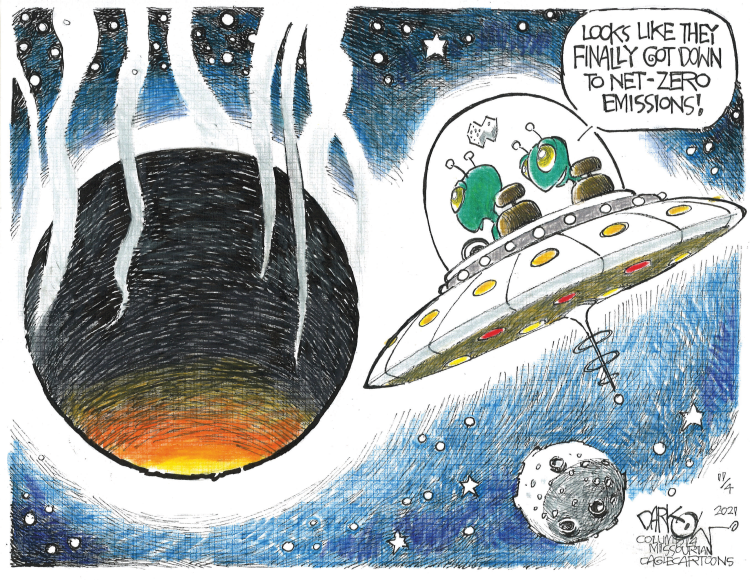 LOOKS LIKE THEY
FINALLY GOT DOWN
TO NET-ZERO
EMISSIONS!
11/4
DARKOW
2021
COLUMBIA
MISSOURIAN
CAGLECARTOONS